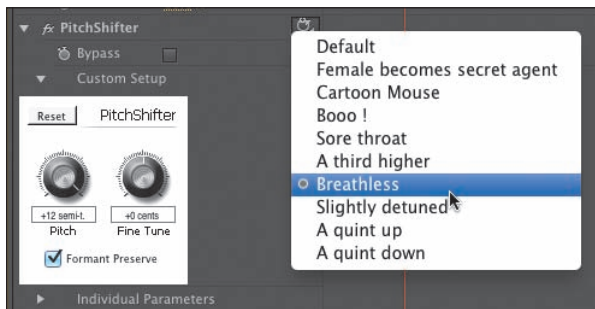 fx PitchShifter
Bypass
Custom Setup
Reset
PitchShifter
+12 semi-t.
+0 cents
Pitch
Fine Tune
Formant Preserve
Individual Parameters
Default
Female becomes secret agent
Cartoon Mouse
Booo !
Sore throat
A third higher
Breathless
Slightly detuned
A quint up
A quint down